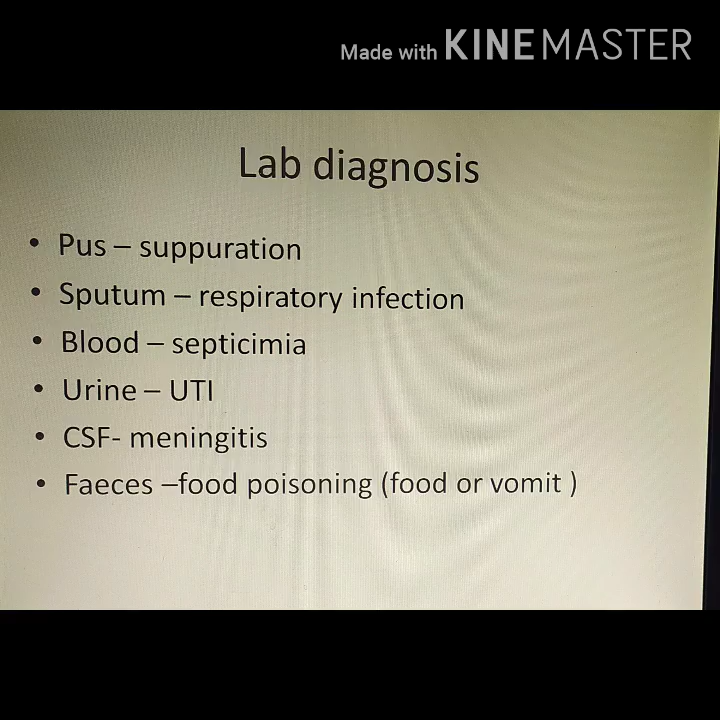 Made with KINEMASTER
Lab diagnosis
• Pus – suppuration
• Sputum – respiratory infection
• Blood – septicimia
• Urine – UTI
• CSF- meningitis
• Faeces –food poisoning (food or vomit )